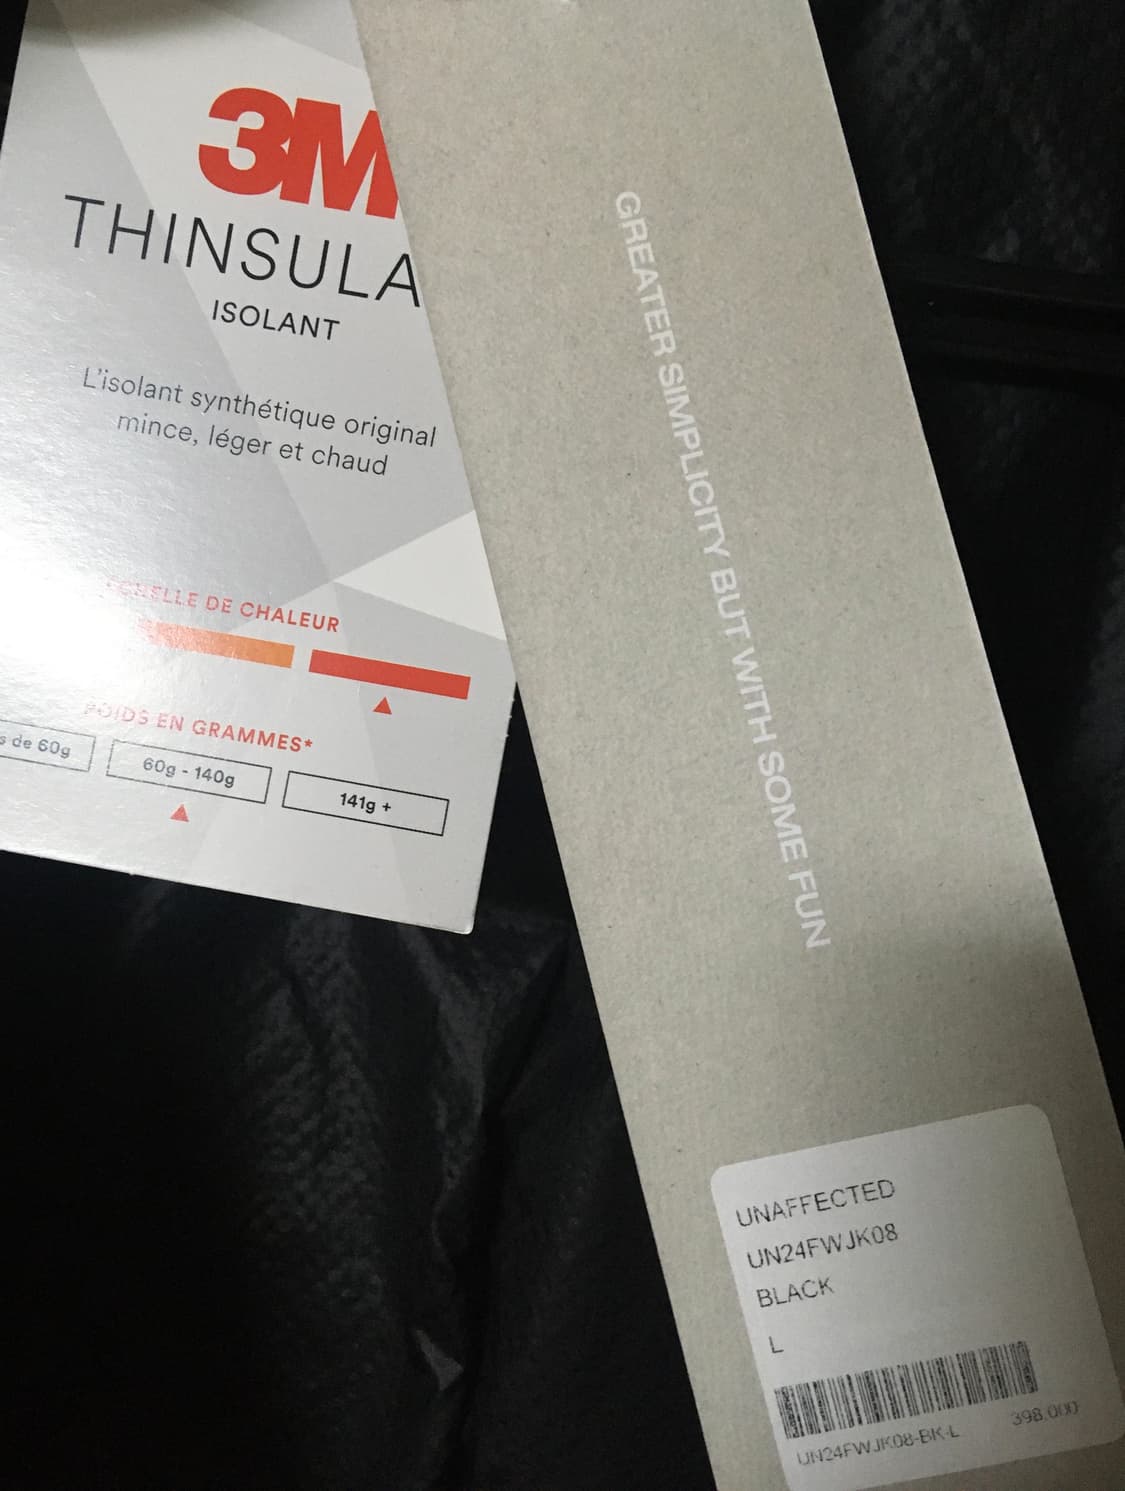 3M
THINSULA
ISOLANT
L'isolant synthétique original
mince, léger et chaud
ÉCHELLE DE CHALEUR
POIDS EN GRAMMES*
s de 60g
60g - 140g
141g +
GREATER SIMPLICITY BUT WITH SOME FUN
UNAFFECTED
UN24FWJK08
BLACK
L
UN24FWJK08-BK-L 398.000